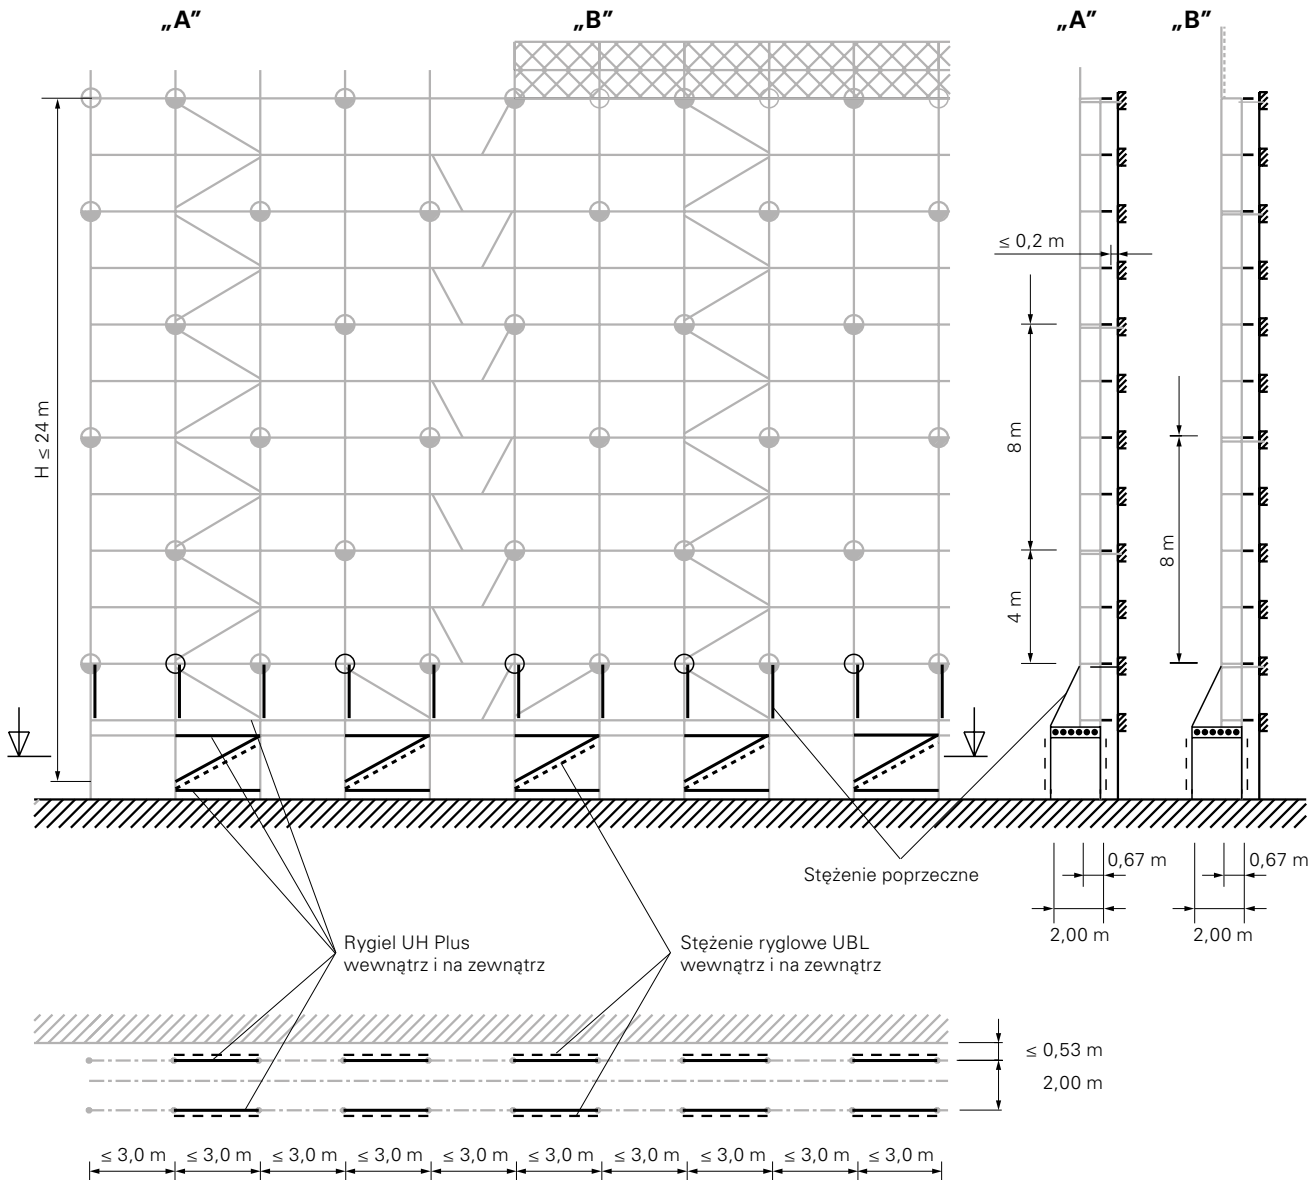 „A”
„B”
„A”
„B”
H ≤ 24 m
≤ 0,2 m
8 m
4 m
8 m
Stężenie poprzeczne
0,67 m
0,67 m
2,00 m
2,00 m
Rygiel UH Plus
wewnątrz i na zewnątrz
Stężenie ryglowe UBL
wewnątrz i na zewnątrz
≤ 0,53 m
2,00 m
≤ 3,0 m
≤ 3,0 m
≤ 3,0 m
≤ 3,0 m
≤ 3,0 m
≤ 3,0 m
≤ 3,0 m
≤ 3,0 m
≤ 3,0 m
≤ 3,0 m